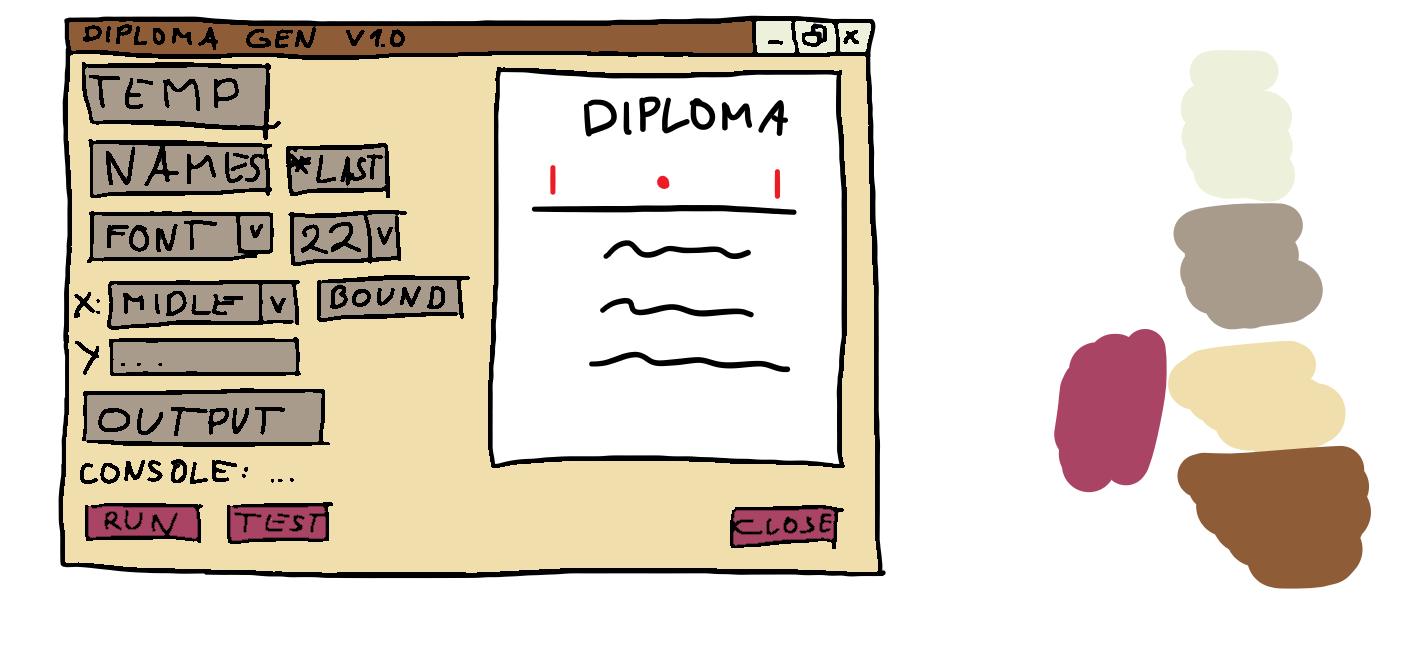 DIPLOMA GEN V1.0 - X
TEMP
NAMES *LAST
FONT V 22 V
X: MIDLE V BOUND
Y ...
OUTPUT
CONSOLE: ...
RUN TEST CLOSE
DIPLOMA